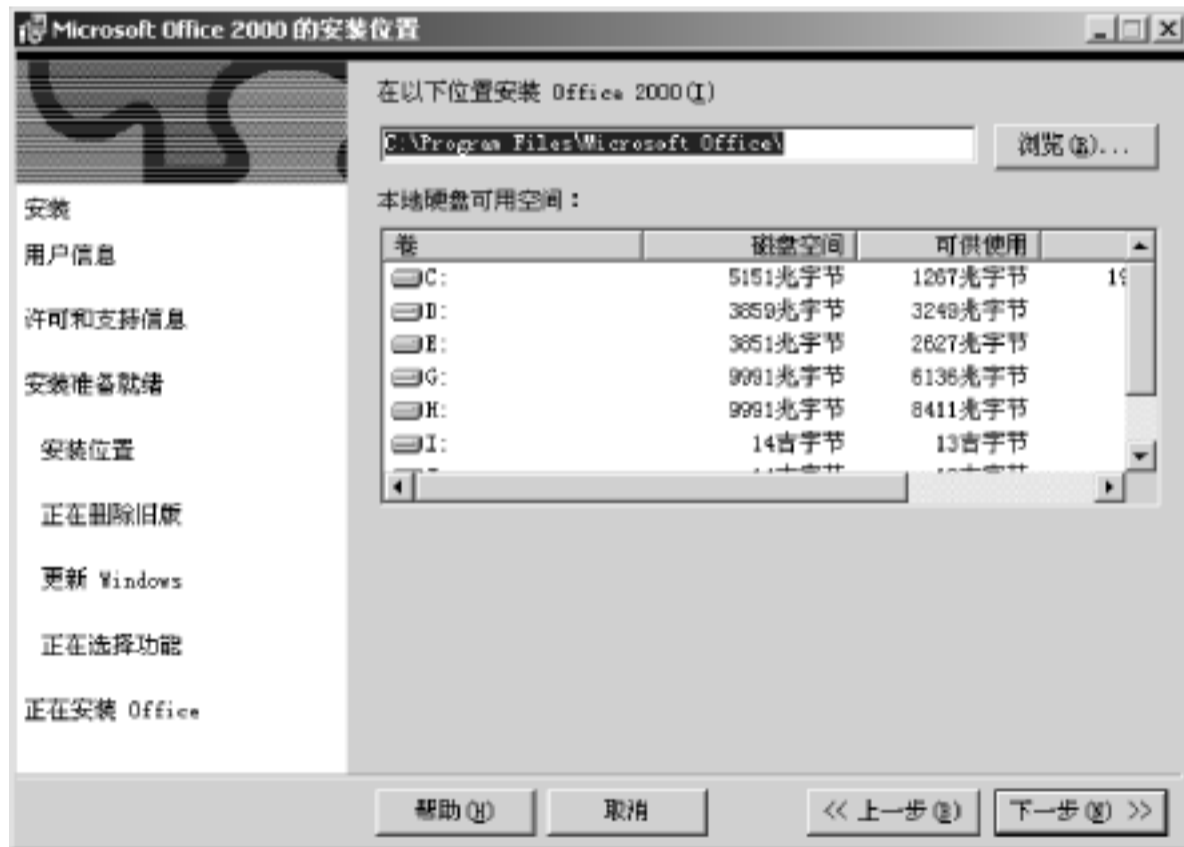 Microsoft Office 2000 的安装位置
在以下位置安装 Office 2000(I)
C:\Program Files\Microsoft Office\
浏览(R)...
本地硬盘可用空间：
卷 磁盘空间 可供使用
C: 5151兆字节 1267兆字节 19
D: 3859兆字节 3249兆字节
E: 3851兆字节 2627兆字节
G: 9991兆字节 6136兆字节
H: 9991兆字节 8411兆字节
I: 14吉字节 13吉字节
安装
用户信息
许可和支持信息
安装准备就绪
安装位置
正在删除旧版
更新 Windows
正在选择功能
正在安装 Office
帮助(H)
取消
<< 上一步(B)
下一步(N) >>